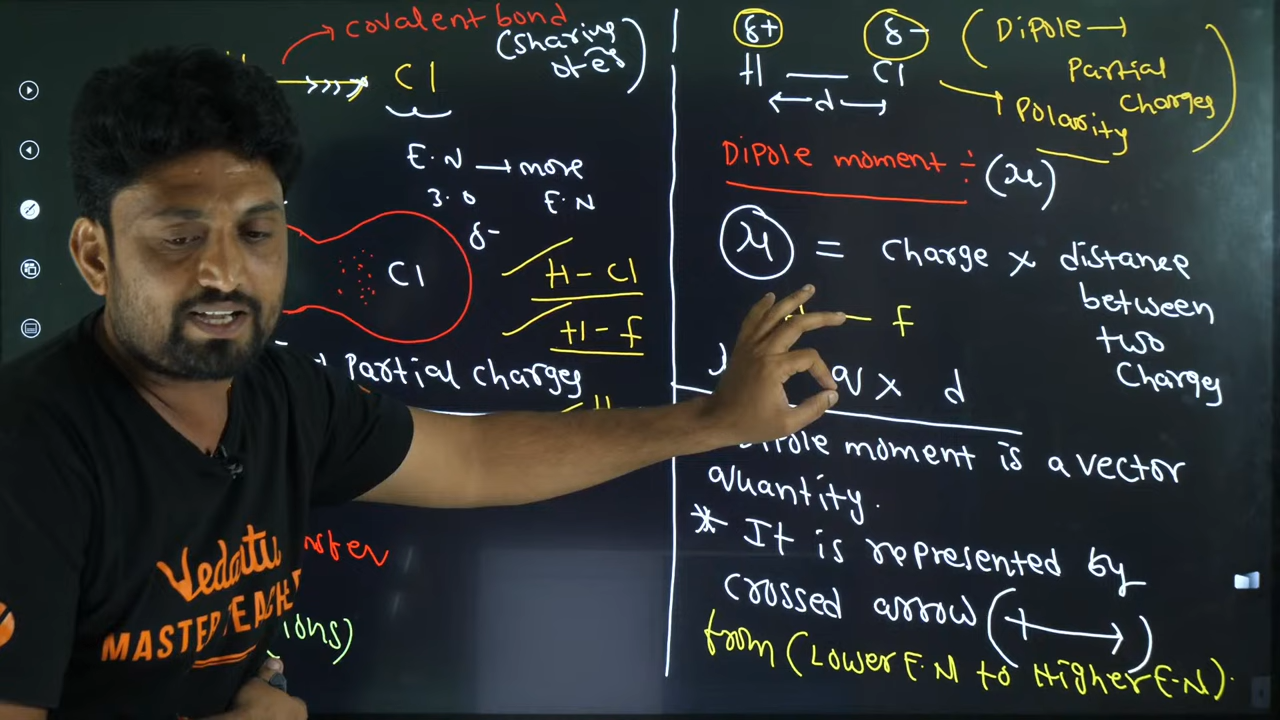 covalent bond
(sharing
of e⁻s)
Cl
E.N → more
3.0 E.N
δ-
Cl
H - Cl
H - f
Partial charges
ions)
Vedantu
MASTER TEACHER
δ+ δ-
H — Cl
d
(Dipole →
Partial
Charges)
Polarity
Dipole moment ÷ (μ)
μ = charge × distance
between
two
Charges
f
q × d
Dipole moment is a vector
quantity.
* It is represented by
crossed arrow (+→)
from (Lower E.N to Higher E.N).